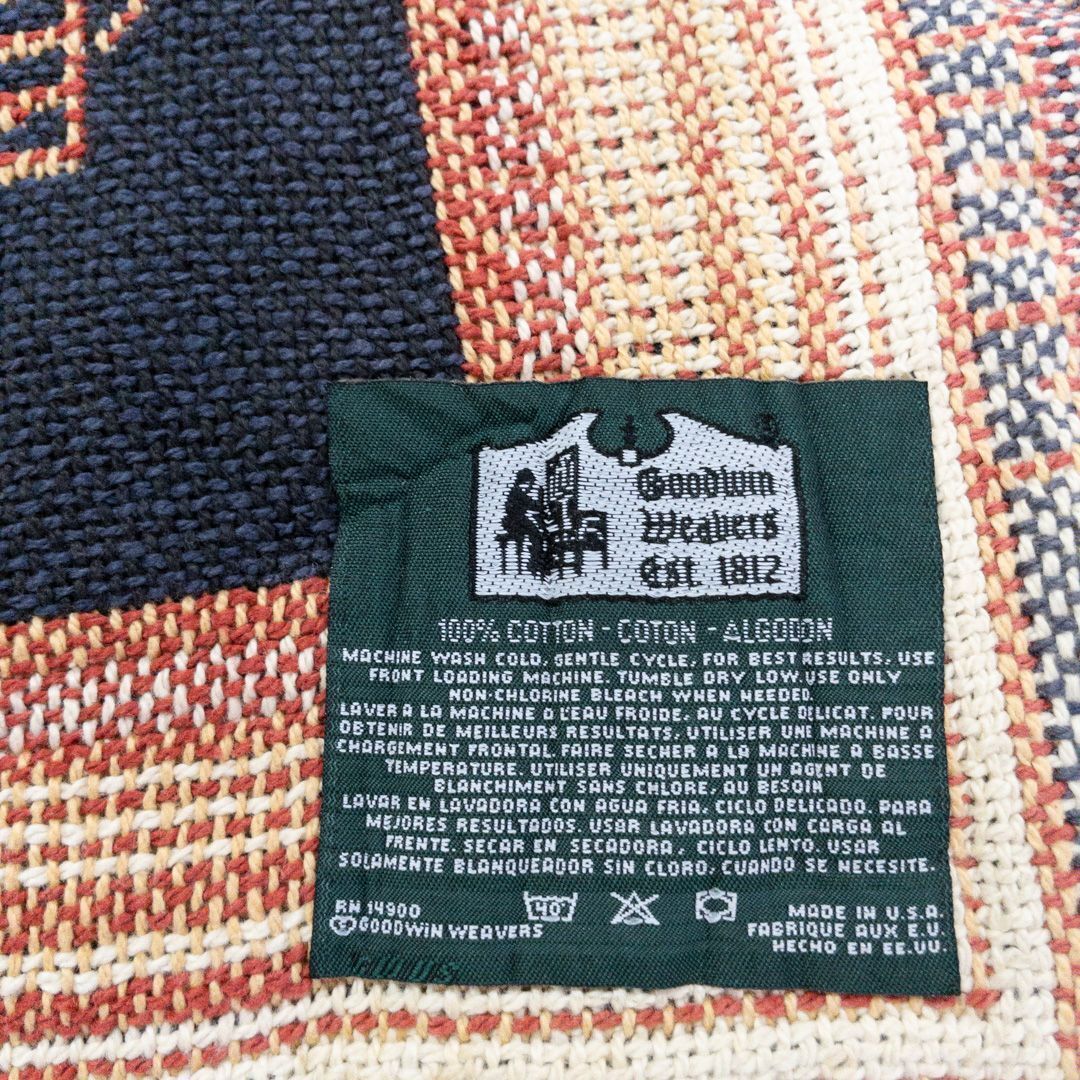 Goodwin
Weavers
Est 1812
100% COTTON - COTON - ALGODON
MACHINE WASH COLD, GENTLE CYCLE, FOR BEST RESULTS, USE
FRONT LOADING MACHINE. TUMBLE DRY LOW. USE ONLY
NON-CHLORINE BLEACH WHEN NEEDED.
LAVER A LA MACHINE A L'EAU FROIDE, AU CYCLE DELICAT. POUR
OBTENIR DE MEILLEURS RESULTATS, UTILISER UNE MACHINE A
CHARGEMENT FRONTAL. FAIRE SECHER A LA MACHINE A BASSE
TEMPERATURE. UTILISER UNIQUEMENT UN AGENT DE
BLANCHIMENT SANS CHLORE, AU BESOIN
LAVAR EN LAVADORA CON AGUA FRIA, CICLO DELICADO. PARA
MEJORES RESULTADOS. USAR LAVADORA CON CARGA AL
FRENTE. SECAR EN SECADORA, CICLO LENTO. USAR
SOLAMENTE BLANQUEADOR SIN CLORO, CUANDO SE NECESITE.
40
RN 14900
© GOODWIN WEAVERS
MADE IN U.S.A.
FABRIQUE AUX E.U.
HECHO EN EE.UU.